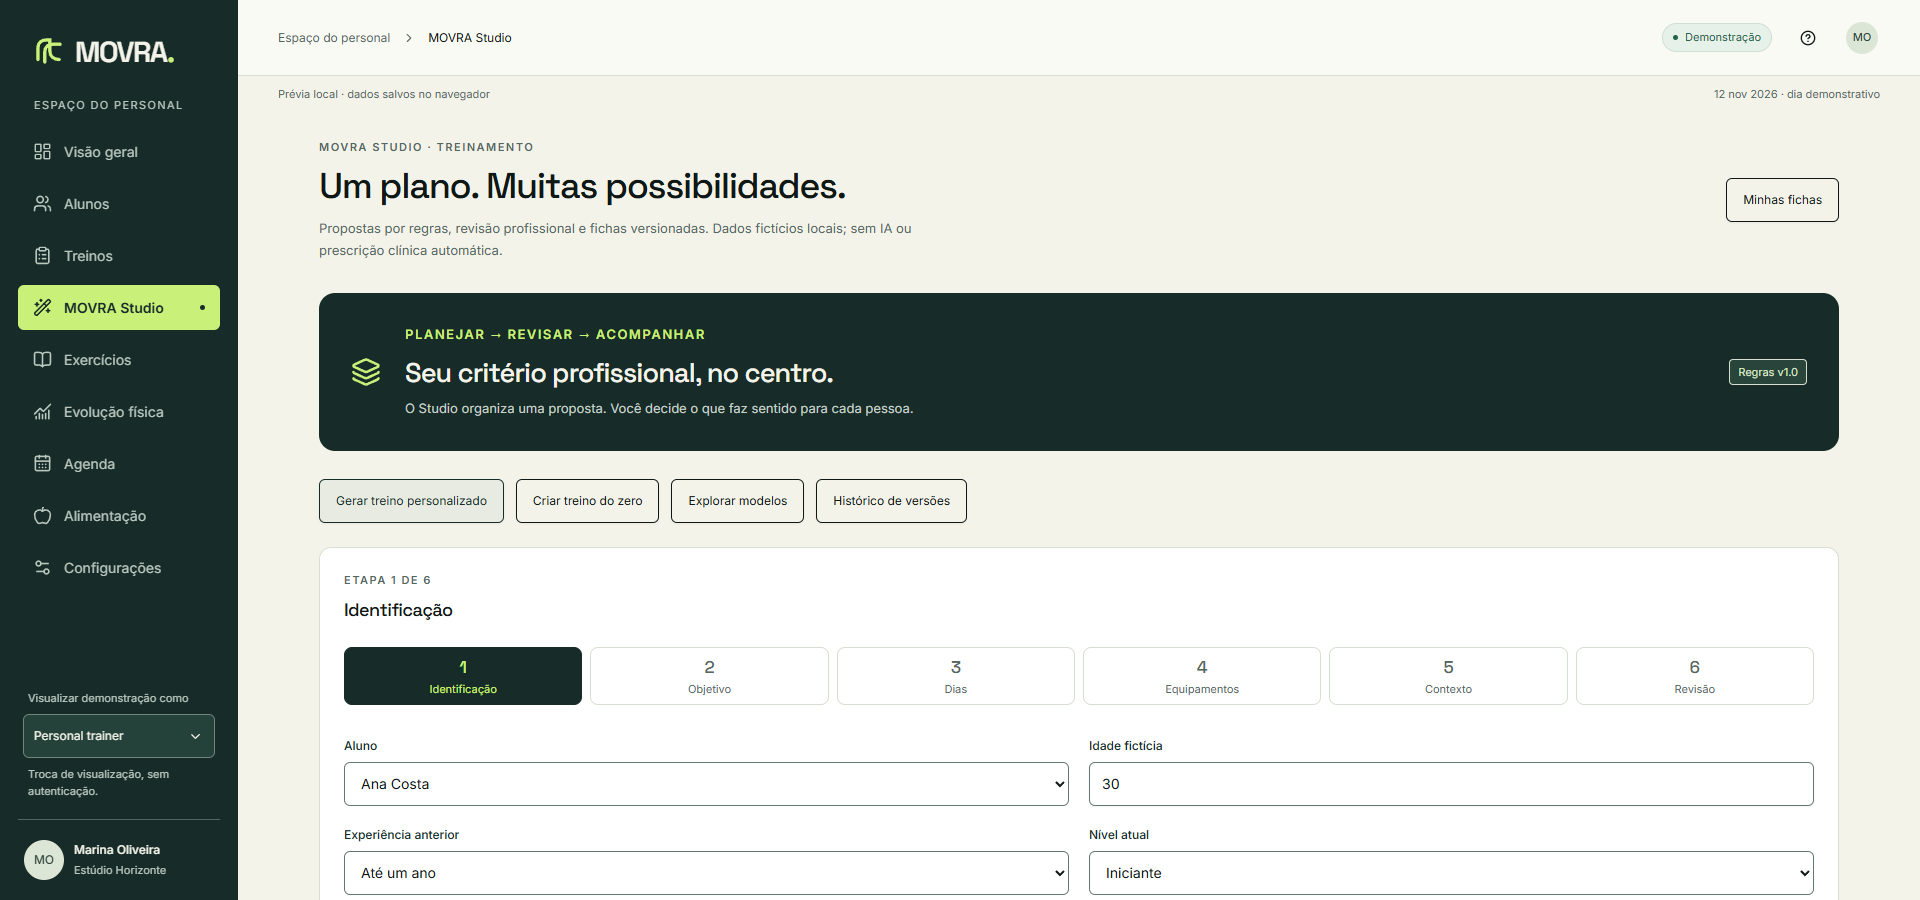 MOVRA.
ESPAÇO DO PERSONAL
Visão geral
Alunos
Treinos
MOVRA Studio
Exercícios
Evolução física
Agenda
Alimentação
Configurações
Visualizar demonstração como
Personal trainer
Troca de visualização, sem
autenticação.
MO
Marina Oliveira
Estúdio Horizonte
Espaço do personal
MOVRA Studio
Demonstração
MO
Prévia local · dados salvos no navegador
12 nov 2026 · dia demonstrativo
MOVRA STUDIO · TREINAMENTO
Um plano. Muitas possibilidades.
Propostas por regras, revisão profissional e fichas versionadas. Dados fictícios locais; sem IA ou
prescrição clínica automática.
Minhas fichas
PLANEJAR → REVISAR → ACOMPANHAR
Seu critério profissional, no centro.
O Studio organiza uma proposta. Você decide o que faz sentido para cada pessoa.
Regras v1.0
Gerar treino personalizado
Criar treino do zero
Explorar modelos
Histórico de versões
ETAPA 1 DE 6
Identificação
1
Identificação
2
Objetivo
3
Dias
4
Equipamentos
5
Contexto
6
Revisão
Aluno
Ana Costa
Idade fictícia
30
Experiência anterior
Até um ano
Nível atual
Iniciante